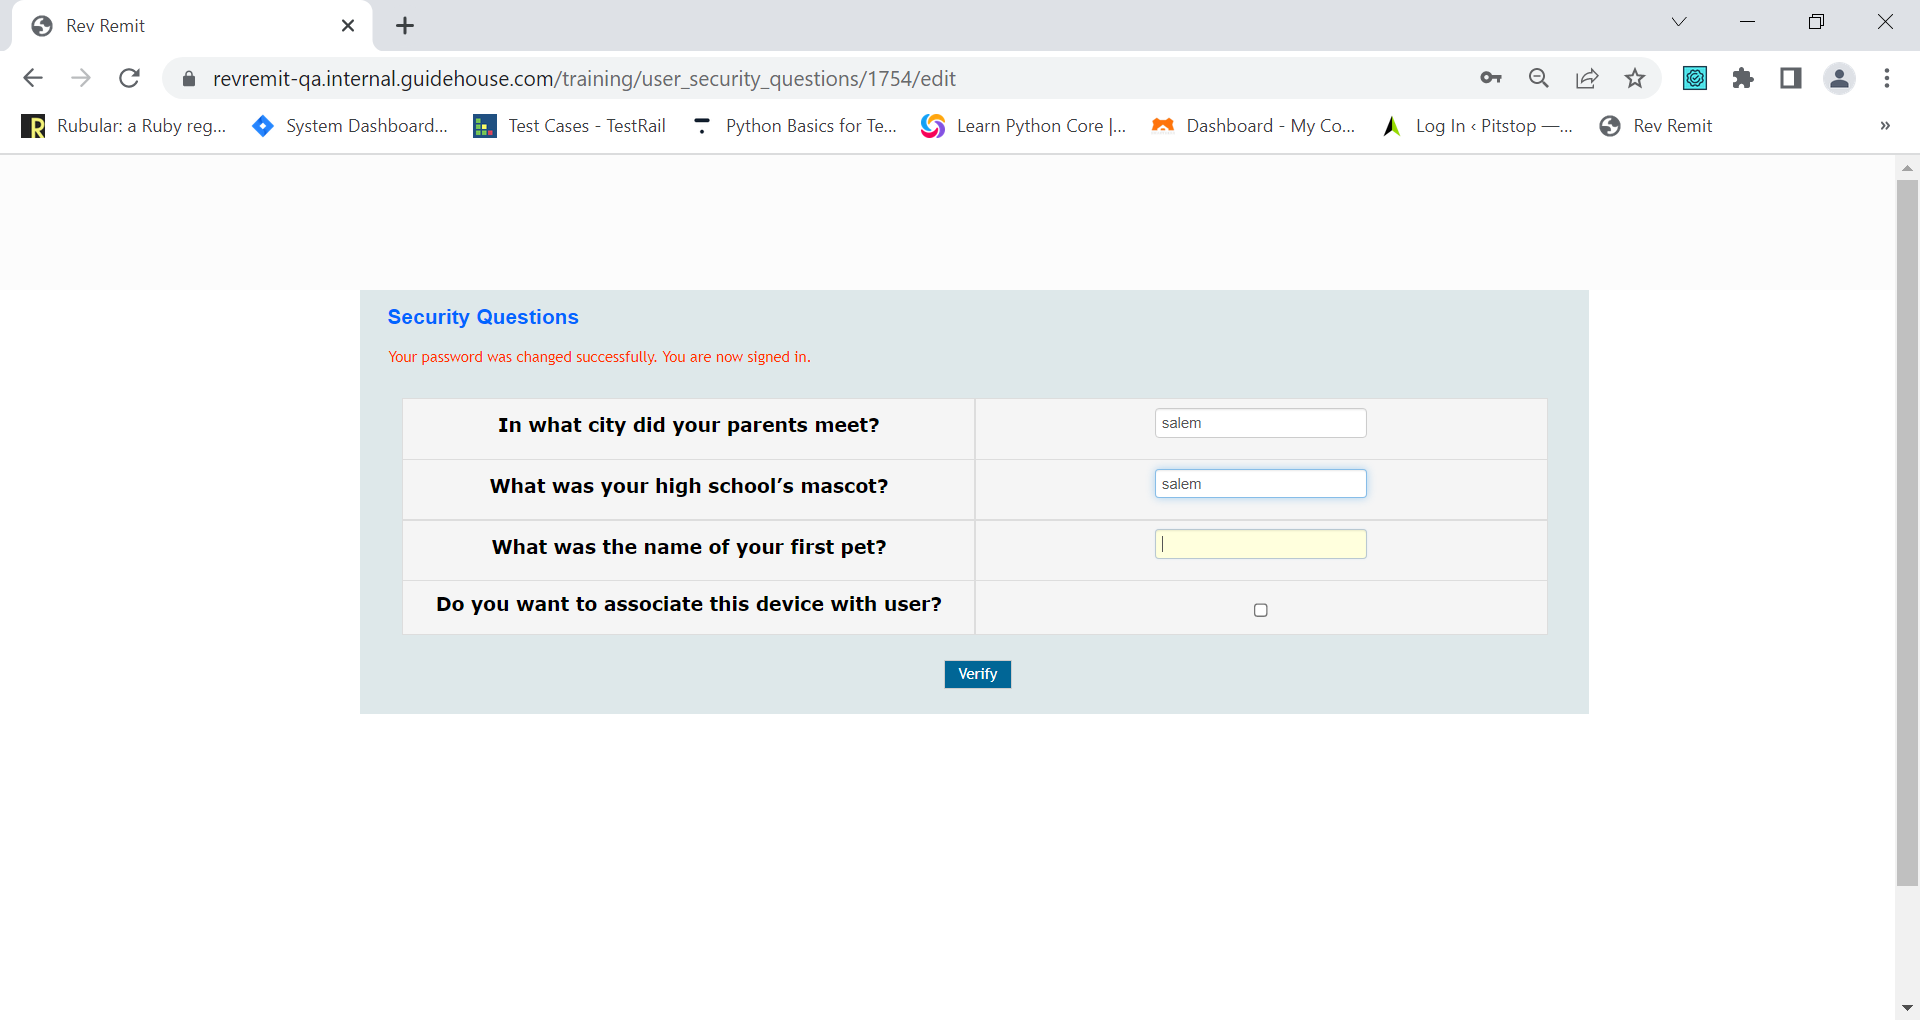 Rev Remit
revremit-qa.internal.guidehouse.com/training/user_security_questions/1754/edit
Rubular: a Ruby reg... System Dashboard... Test Cases - TestRail Python Basics for Te... Learn Python Core |... Dashboard - My Co... Log In ‹ Pitstop —... Rev Remit »
Security Questions
Your password was changed successfully. You are now signed in.
In what city did your parents meet? salem
What was your high school’s mascot? salem
What was the name of your first pet?
Do you want to associate this device with user?
Verify